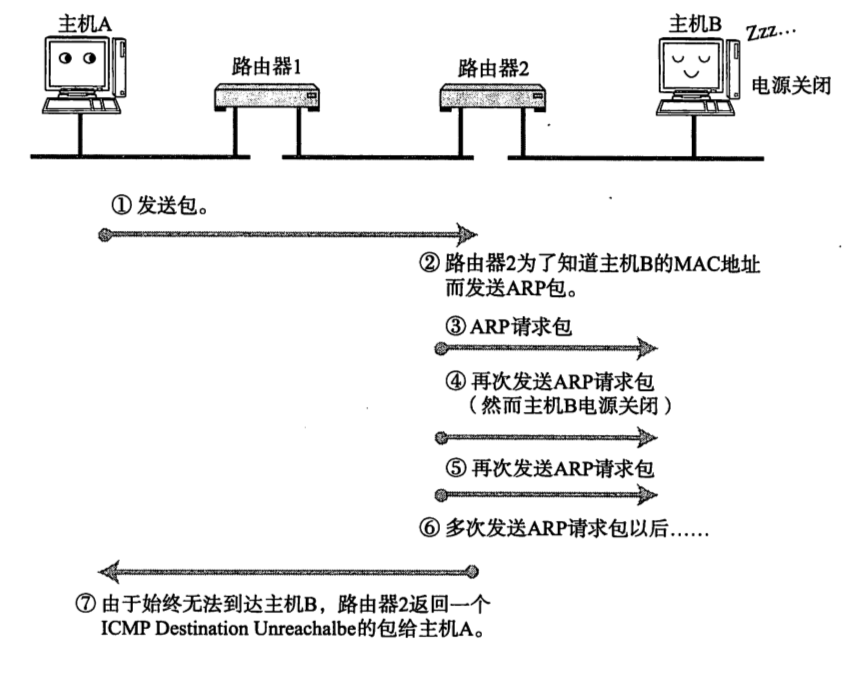 主机A
路由器1
路由器2
主机B
Zzz...
电源关闭
① 发送包。
② 路由器2为了知道主机B的MAC地址
而发送ARP包。
③ ARP请求包
④ 再次发送ARP请求包
（然而主机B电源关闭）
⑤ 再次发送ARP请求包
⑥ 多次发送ARP请求包以后……
⑦ 由于始终无法到达主机B，路由器2返回一个
ICMP Destination Unreachalbe的包给主机A。